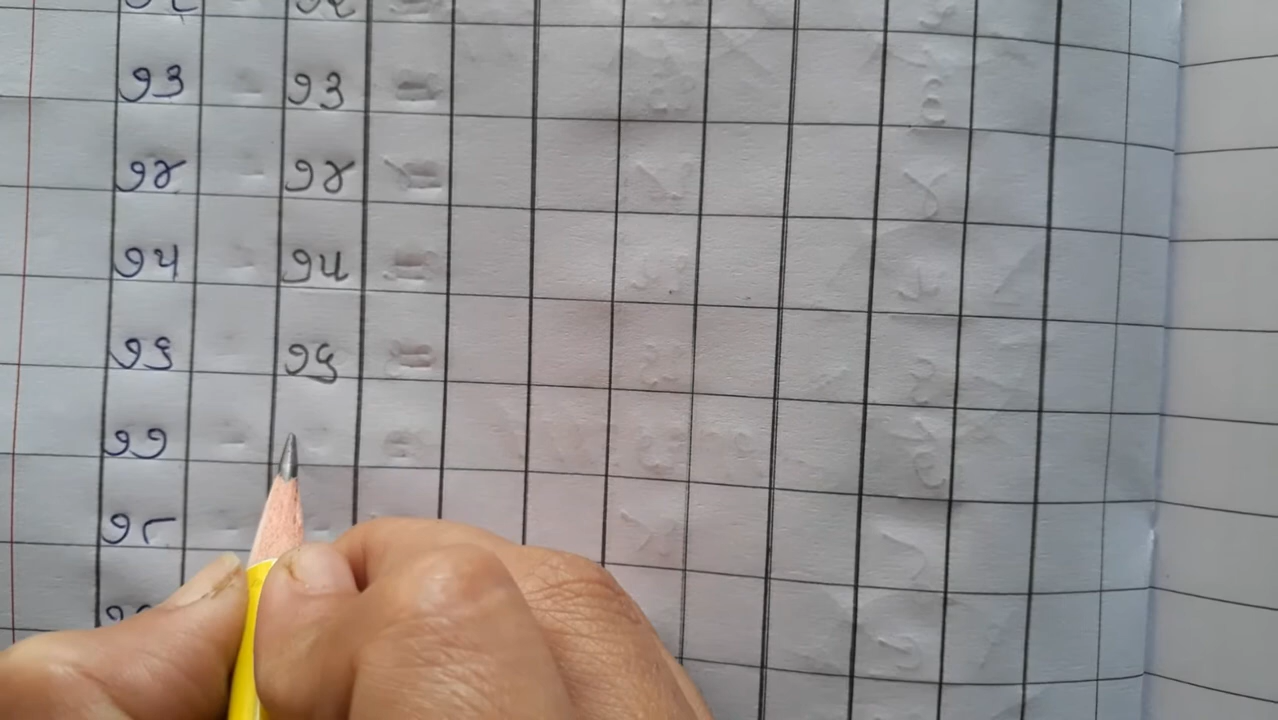 ૧૩ - ૧૩ =
૧૪ - ૧૪ =
૧૫ - ૧૫ =
૧૬ - ૧૬ =
૧૭ - =
૧૮ -